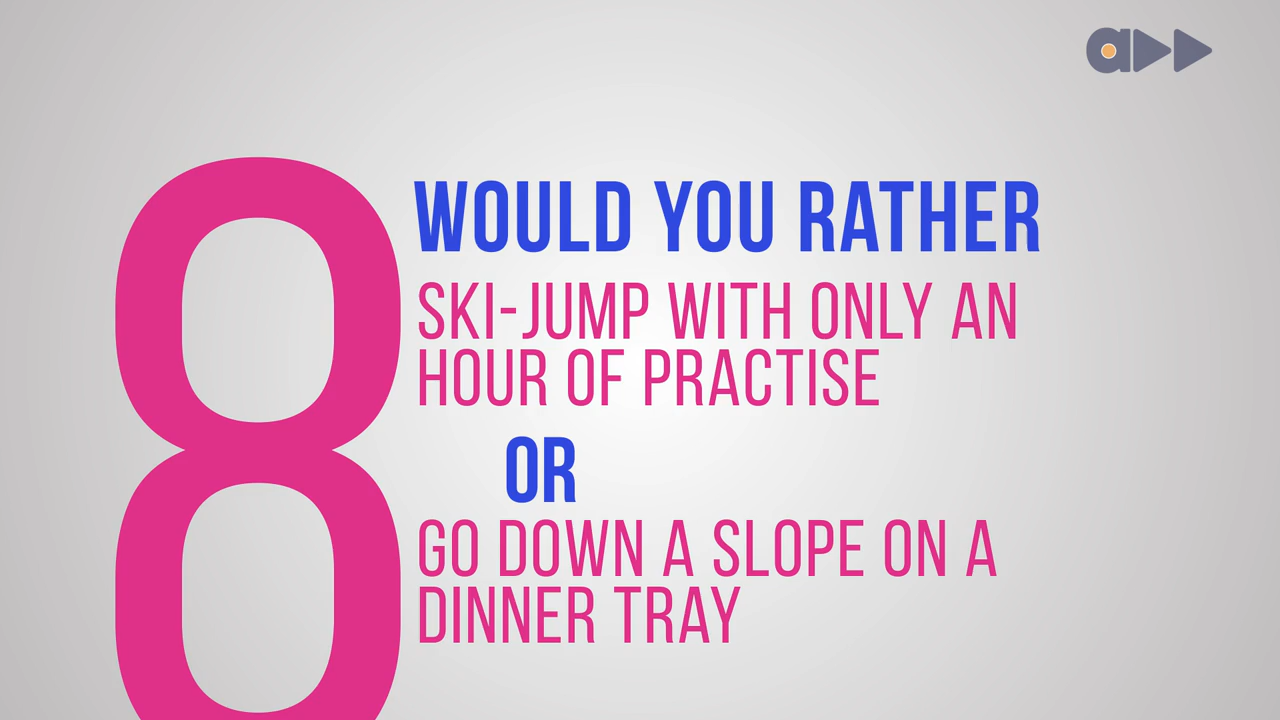 8
WOULD YOU RATHER
SKI-JUMP WITH ONLY AN
HOUR OF PRACTISE
OR
GO DOWN A SLOPE ON A
DINNER TRAY
a